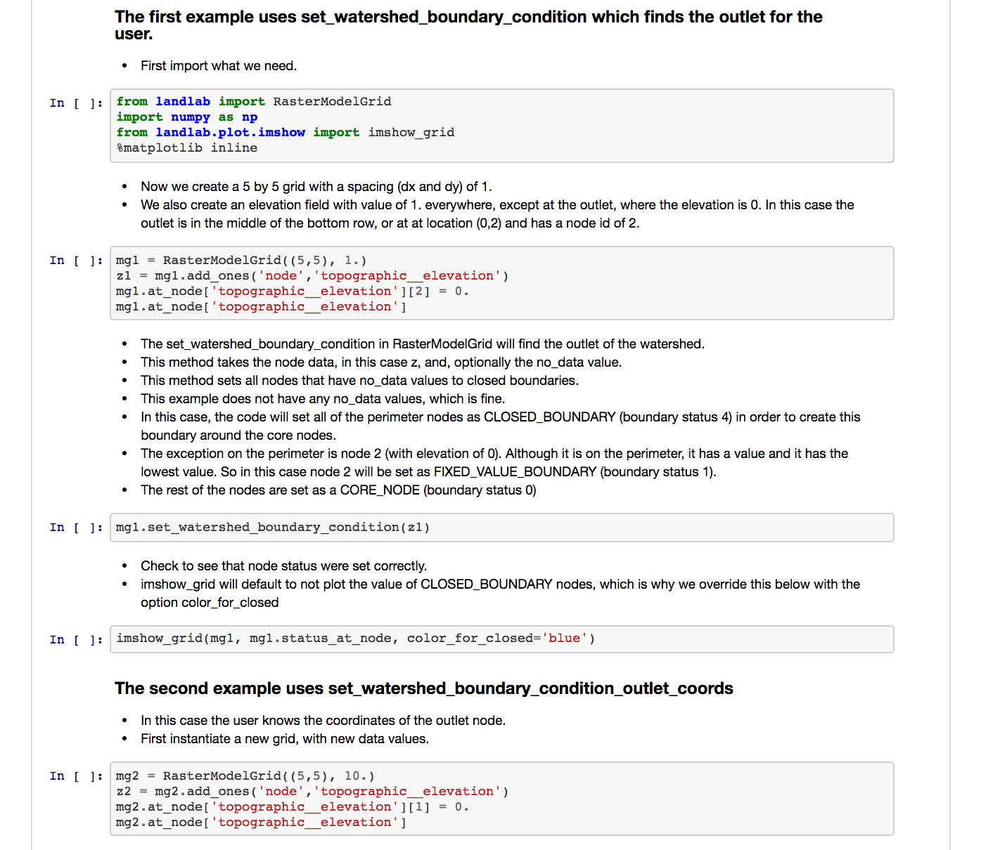 The first example uses set_watershed_boundary_condition which finds the outlet for the
user.
• First import what we need.
In [ ]: from landlab import RasterModelGrid
import numpy as np
from landlab.plot.imshow import imshow_grid
%matplotlib inline
• Now we create a 5 by 5 grid with a spacing (dx and dy) of 1.
• We also create an elevation field with value of 1. everywhere, except at the outlet, where the elevation is 0. In this case the
outlet is in the middle of the bottom row, or at at location (0,2) and has a node id of 2.
In [ ]: mg1 = RasterModelGrid((5,5), 1.)
z1 = mg1.add_ones('node','topographic__elevation')
mg1.at_node['topographic__elevation'][2] = 0.
mg1.at_node['topographic__elevation']
• The set_watershed_boundary_condition in RasterModelGrid will find the outlet of the watershed.
• This method takes the node data, in this case z, and, optionally the no_data value.
• This method sets all nodes that have no_data values to closed boundaries.
• This example does not have any no_data values, which is fine.
• In this case, the code will set all of the perimeter nodes as CLOSED_BOUNDARY (boundary status 4) in order to create this
boundary around the core nodes.
• The exception on the perimeter is node 2 (with elevation of 0). Although it is on the perimeter, it has a value and it has the
lowest value. So in this case node 2 will be set as FIXED_VALUE_BOUNDARY (boundary status 1).
• The rest of the nodes are set as a CORE_NODE (boundary status 0)
In [ ]: mg1.set_watershed_boundary_condition(z1)
• Check to see that node status were set correctly.
• imshow_grid will default to not plot the value of CLOSED_BOUNDARY nodes, which is why we override this below with the
option color_for_closed
In [ ]: imshow_grid(mg1, mg1.status_at_node, color_for_closed='blue')
The second example uses set_watershed_boundary_condition_outlet_coords
• In this case the user knows the coordinates of the outlet node.
• First instantiate a new grid, with new data values.
In [ ]: mg2 = RasterModelGrid((5,5), 10.)
z2 = mg2.add_ones('node','topographic__elevation')
mg2.at_node['topographic__elevation'][1] = 0.
mg2.at_node['topographic__elevation']